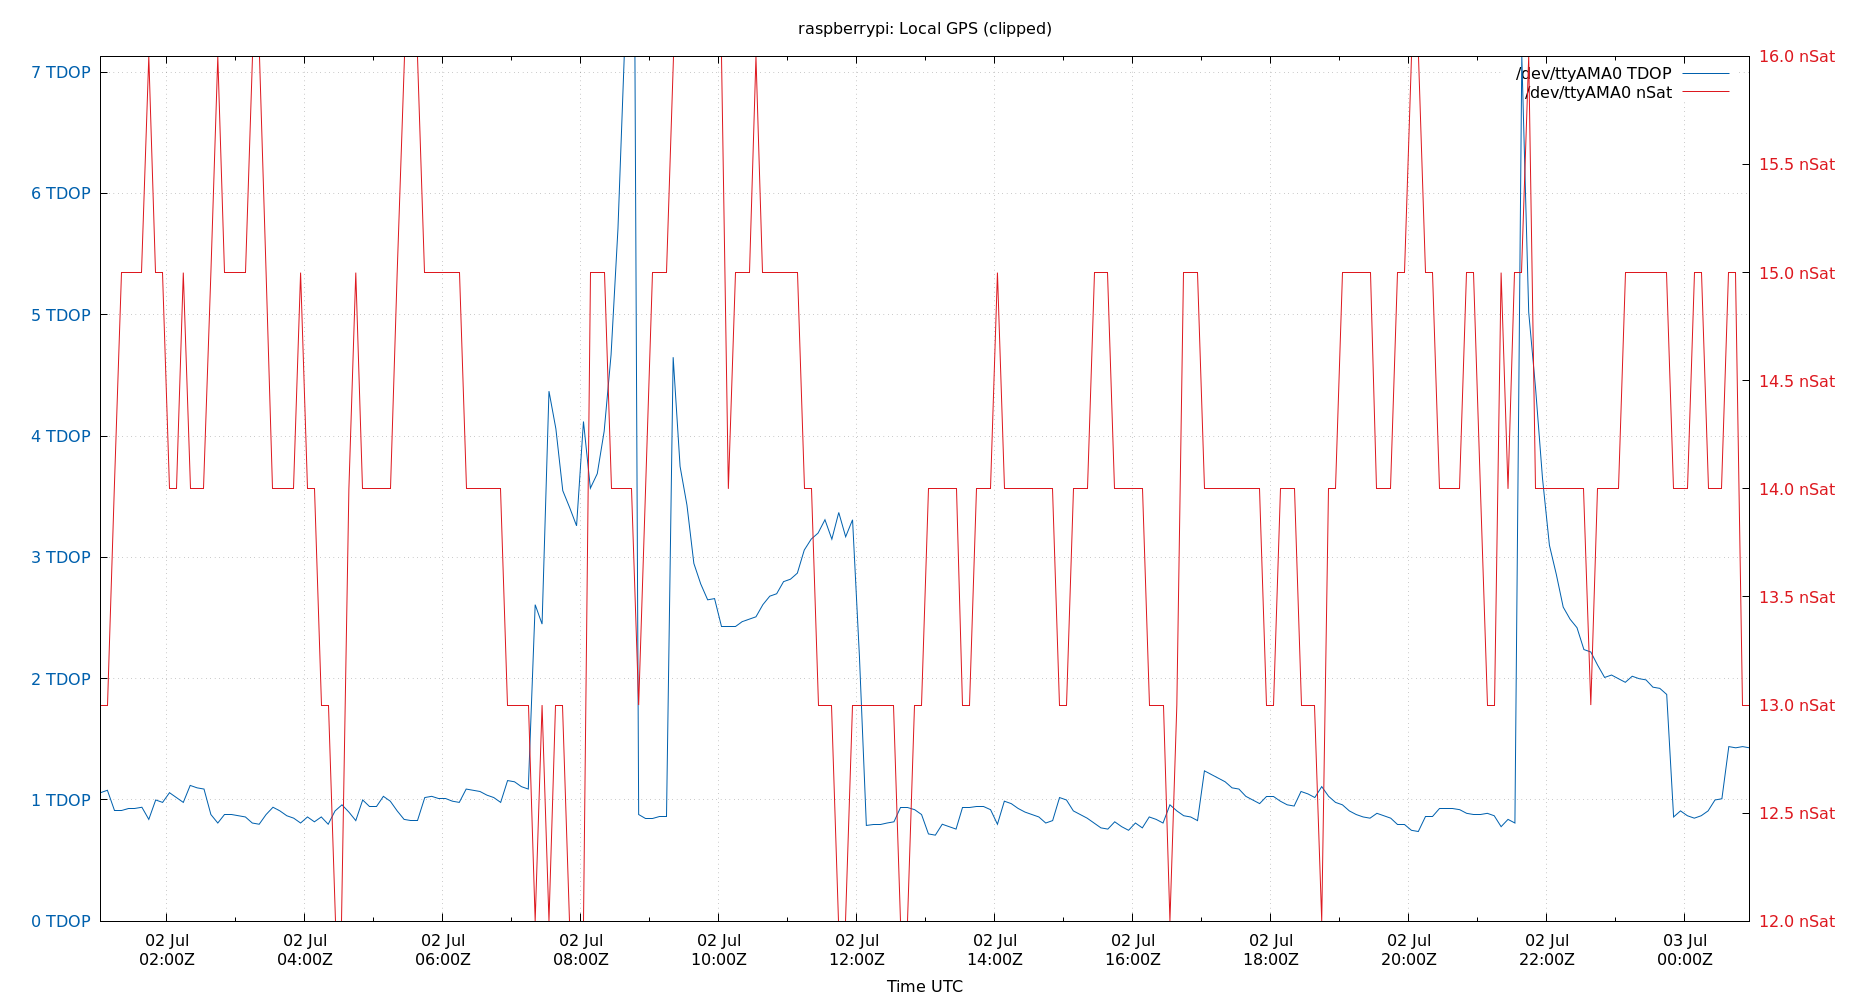 raspberrypi: Local GPS (clipped)
7 TDOP
6 TDOP
5 TDOP
4 TDOP
3 TDOP
2 TDOP
1 TDOP
0 TDOP
16.0 nSat
15.5 nSat
15.0 nSat
14.5 nSat
14.0 nSat
13.5 nSat
13.0 nSat
12.5 nSat
12.0 nSat
/dev/ttyAMA0 TDOP
/dev/ttyAMA0 nSat
02 Jul
02:00Z
02 Jul
04:00Z
02 Jul
06:00Z
02 Jul
08:00Z
02 Jul
10:00Z
02 Jul
12:00Z
02 Jul
14:00Z
02 Jul
16:00Z
02 Jul
18:00Z
02 Jul
20:00Z
02 Jul
22:00Z
03 Jul
00:00Z
Time UTC